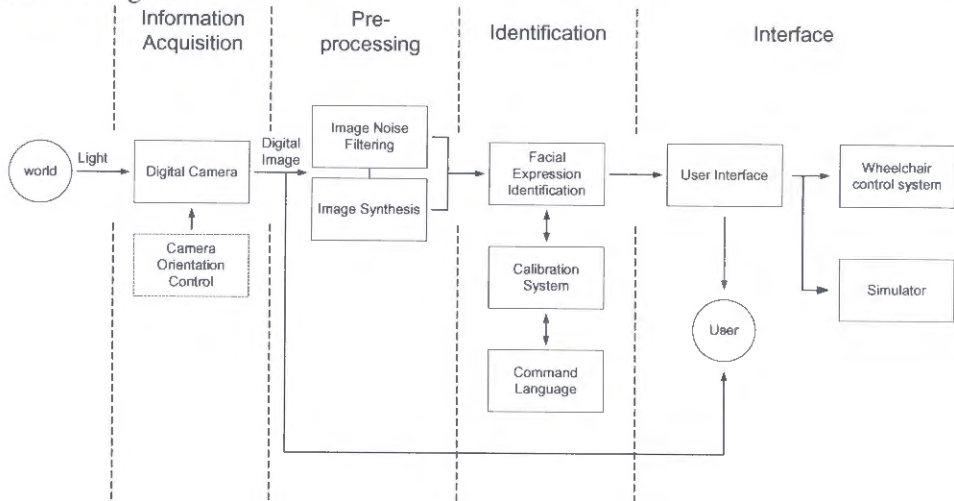 Information
Acquisition
Pre-
processing
Identification
Interface
world
Light
Digital Camera
Digital
Image
Image Noise
Filtering
Image Synthesis
Facial
Expression
Identification
User Interface
Wheelchair
control system
Camera
Orientation
Control
Calibration
System
Simulator
User
Command
Language